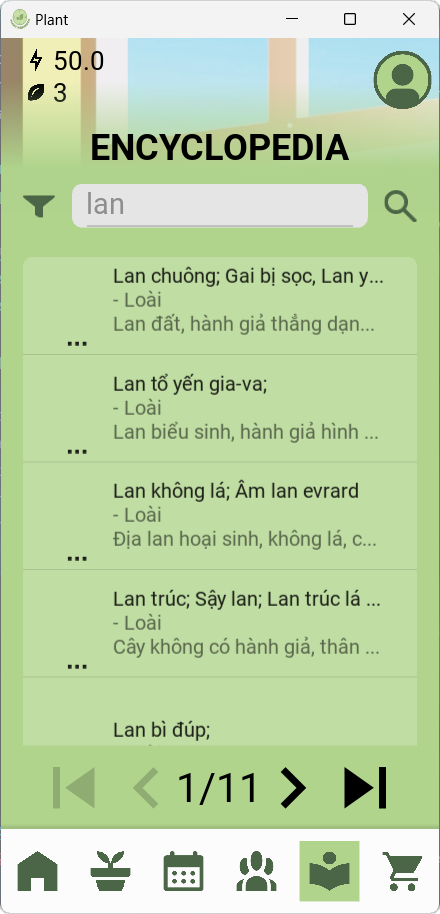 Plant
50.0
3
ENCYCLOPEDIA
lan
Lan chuông; Gai bị sọc, Lan y...
- Loài
Lan đất, hành giả thẳng dạn...
...
Lan tổ yến gia-va;
- Loài
Lan biểu sinh, hành giả hình ...
...
Lan không lá; Âm lan evrard
- Loài
Địa lan hoại sinh, không lá, c...
...
Lan trúc; Sậy lan; Lan trúc lá ...
- Loài
Cây không có hành giả, thân ...
...
Lan bì đúp;
1/11